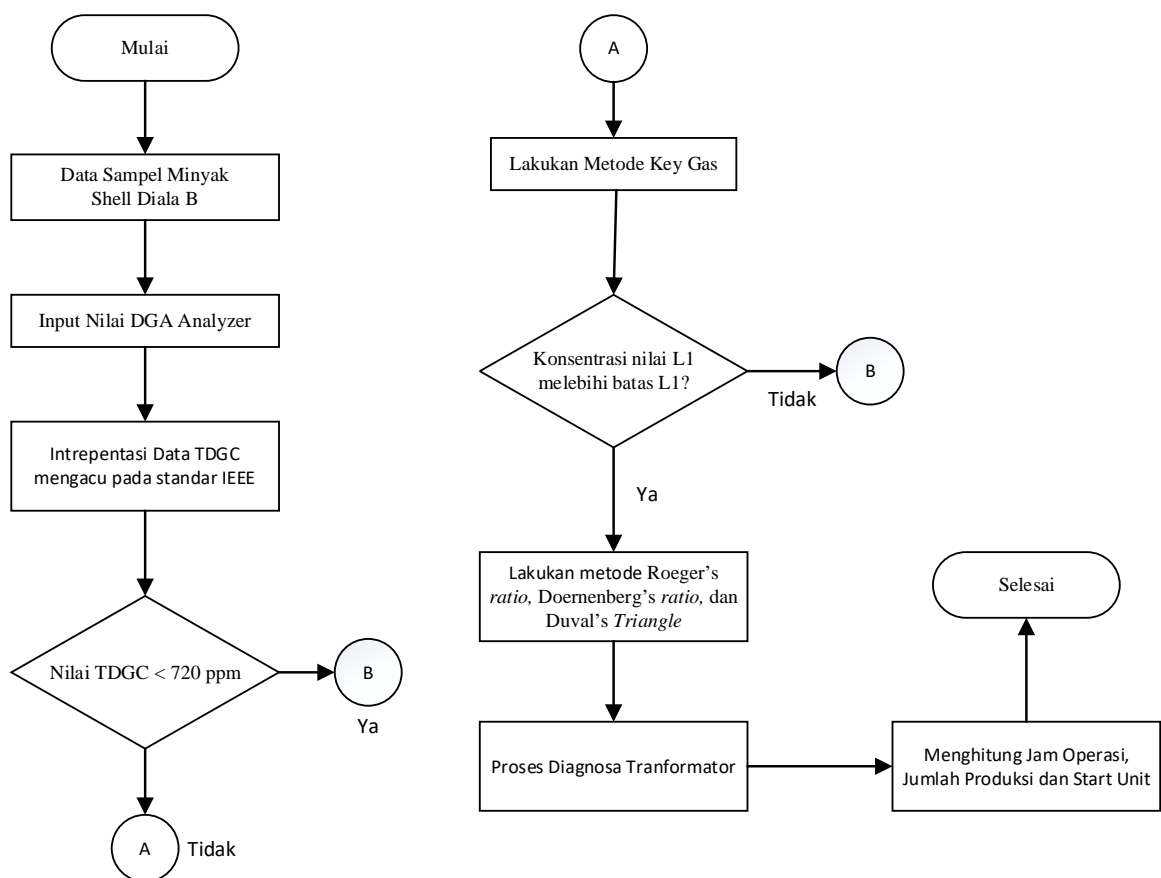 Mulai
Data Sampel Minyak
Shell Diala B
Input Nilai DGA Analyzer
Intrepentasi Data TDGC
mengacu pada standar IEEE
Nilai TDGC < 720 ppm
B
Ya
A
Tidak
A
Lakukan Metode Key Gas
Konsentrasi nilai L1
melebihi batas L1?
B
Tidak
Ya
Lakukan metode Roeger's
ratio, Doernenberg's ratio, dan
Duval's Triangle
Proses Diagnosa Tranformator
Menghitung Jam Operasi,
Jumlah Produksi dan Start Unit
Selesai